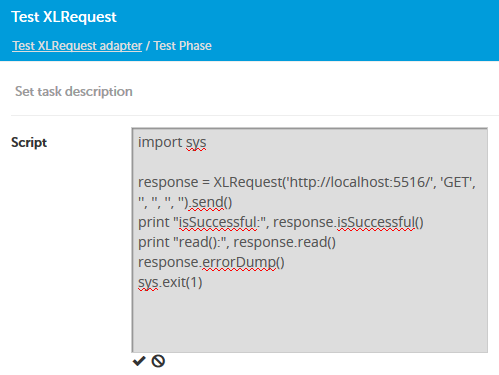 Test XLRequest
Test XLRequest adapter / Test Phase
Set task description
Script
import sys
response = XLRequest('http://localhost:5516/', 'GET',
'', '', '', '').send()
print "isSuccessful:", response.isSuccessful()
print "read():", response.read()
response.errorDump()
sys.exit(1)